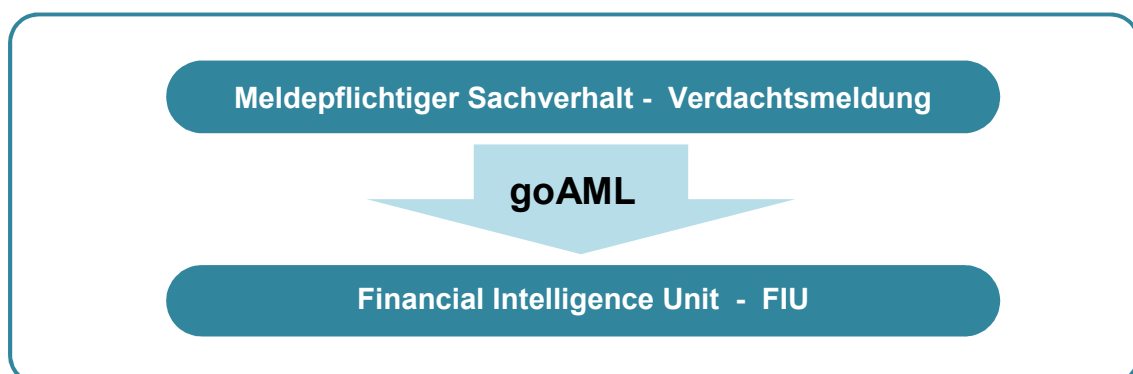 Meldepflichtiger Sachverhalt - Verdachtsmeldung
goAML
Financial Intelligence Unit - FIU